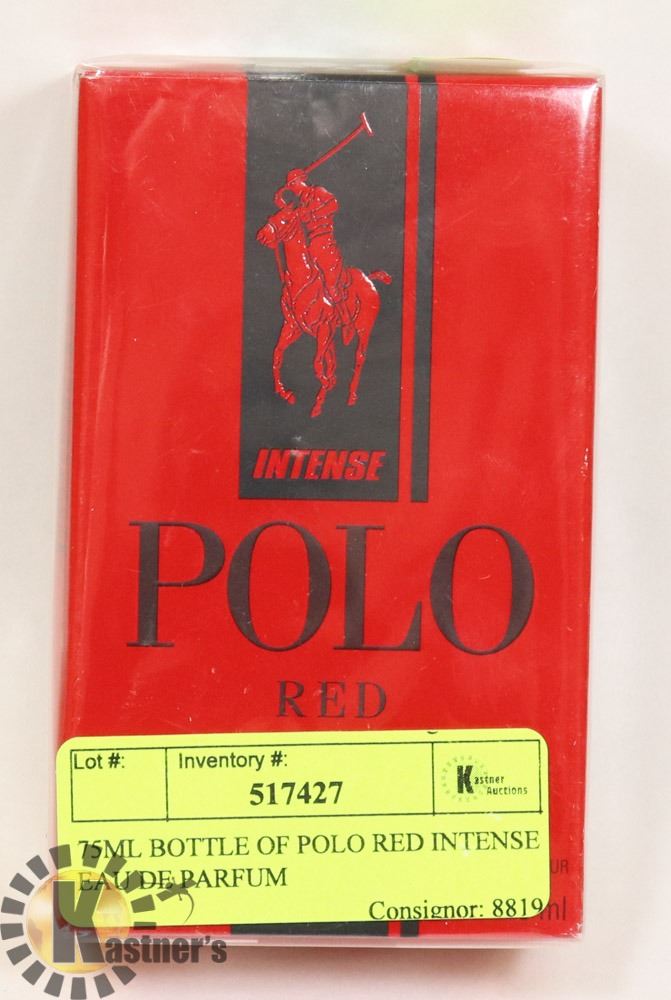 INTENSE
POLO
RED
Lot #:
Inventory #:
517427
Kastner
Auctions
75ML BOTTLE OF POLO RED INTENSE
EAU DE PARFUM
Consignor: 8819
ml
Kastner's